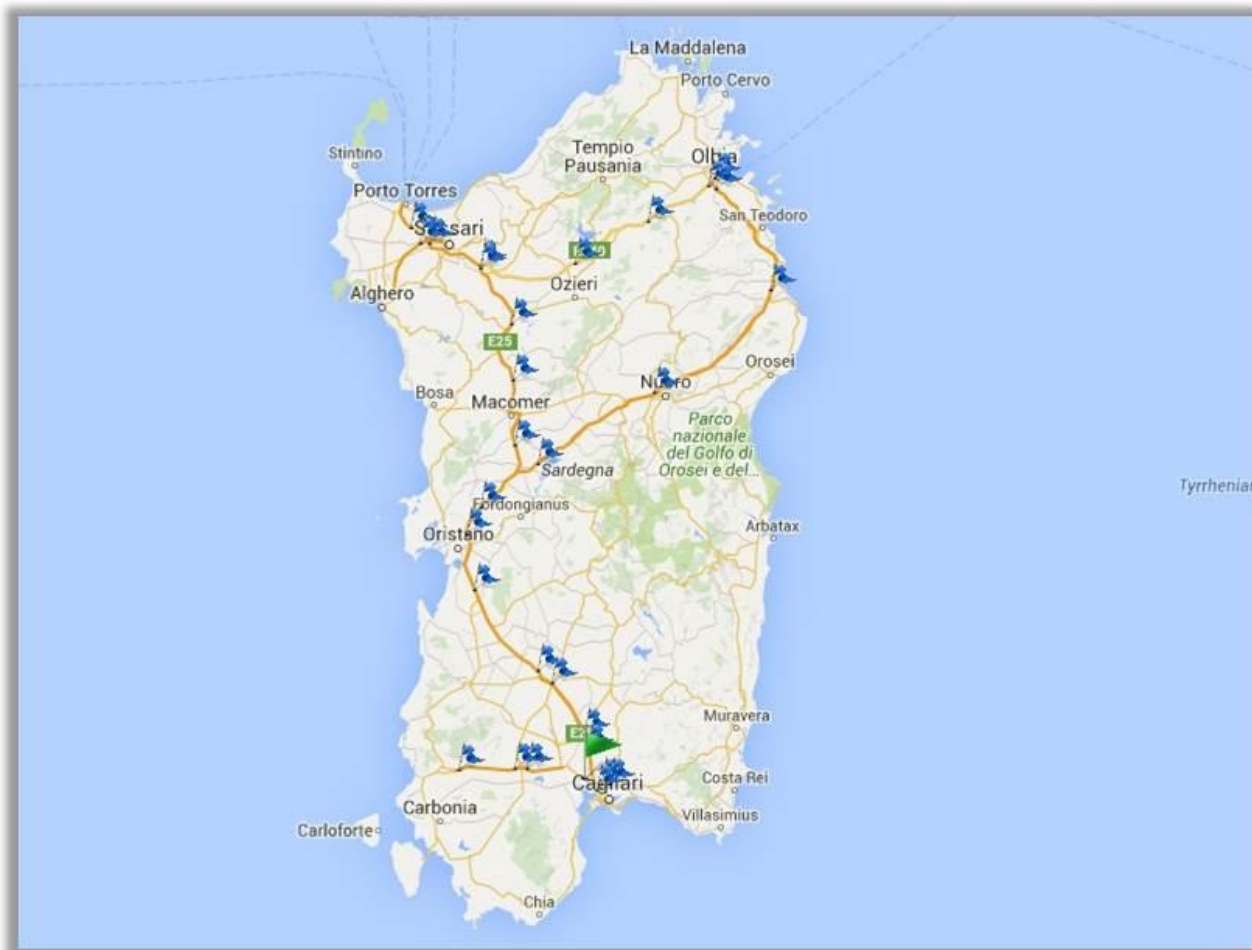 La Maddalena
Porto Cervo
Stintino
Tempio
Pausania
Olbia
Porto Torres
San Teodoro
Sassari
Alghero
Ozieri
E25
Bosa
Nuoro
Orosei
Macomer
Parco
nazionale
del Golfo di
Orosei e del...
Sardegna
Tyrrhenian
Fordongianus
Oristano
Arbatax
Muravera
Cagliari
Costa Rei
Carbonia
Villasimius
Carloforte
Chia